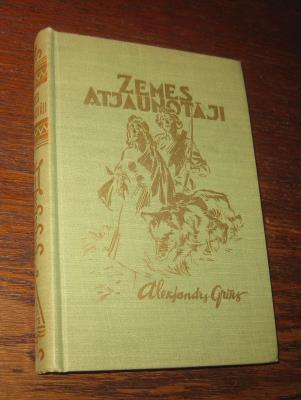 ZEMES
ATJAUNOTĀJI
Aleksandrs Grīns